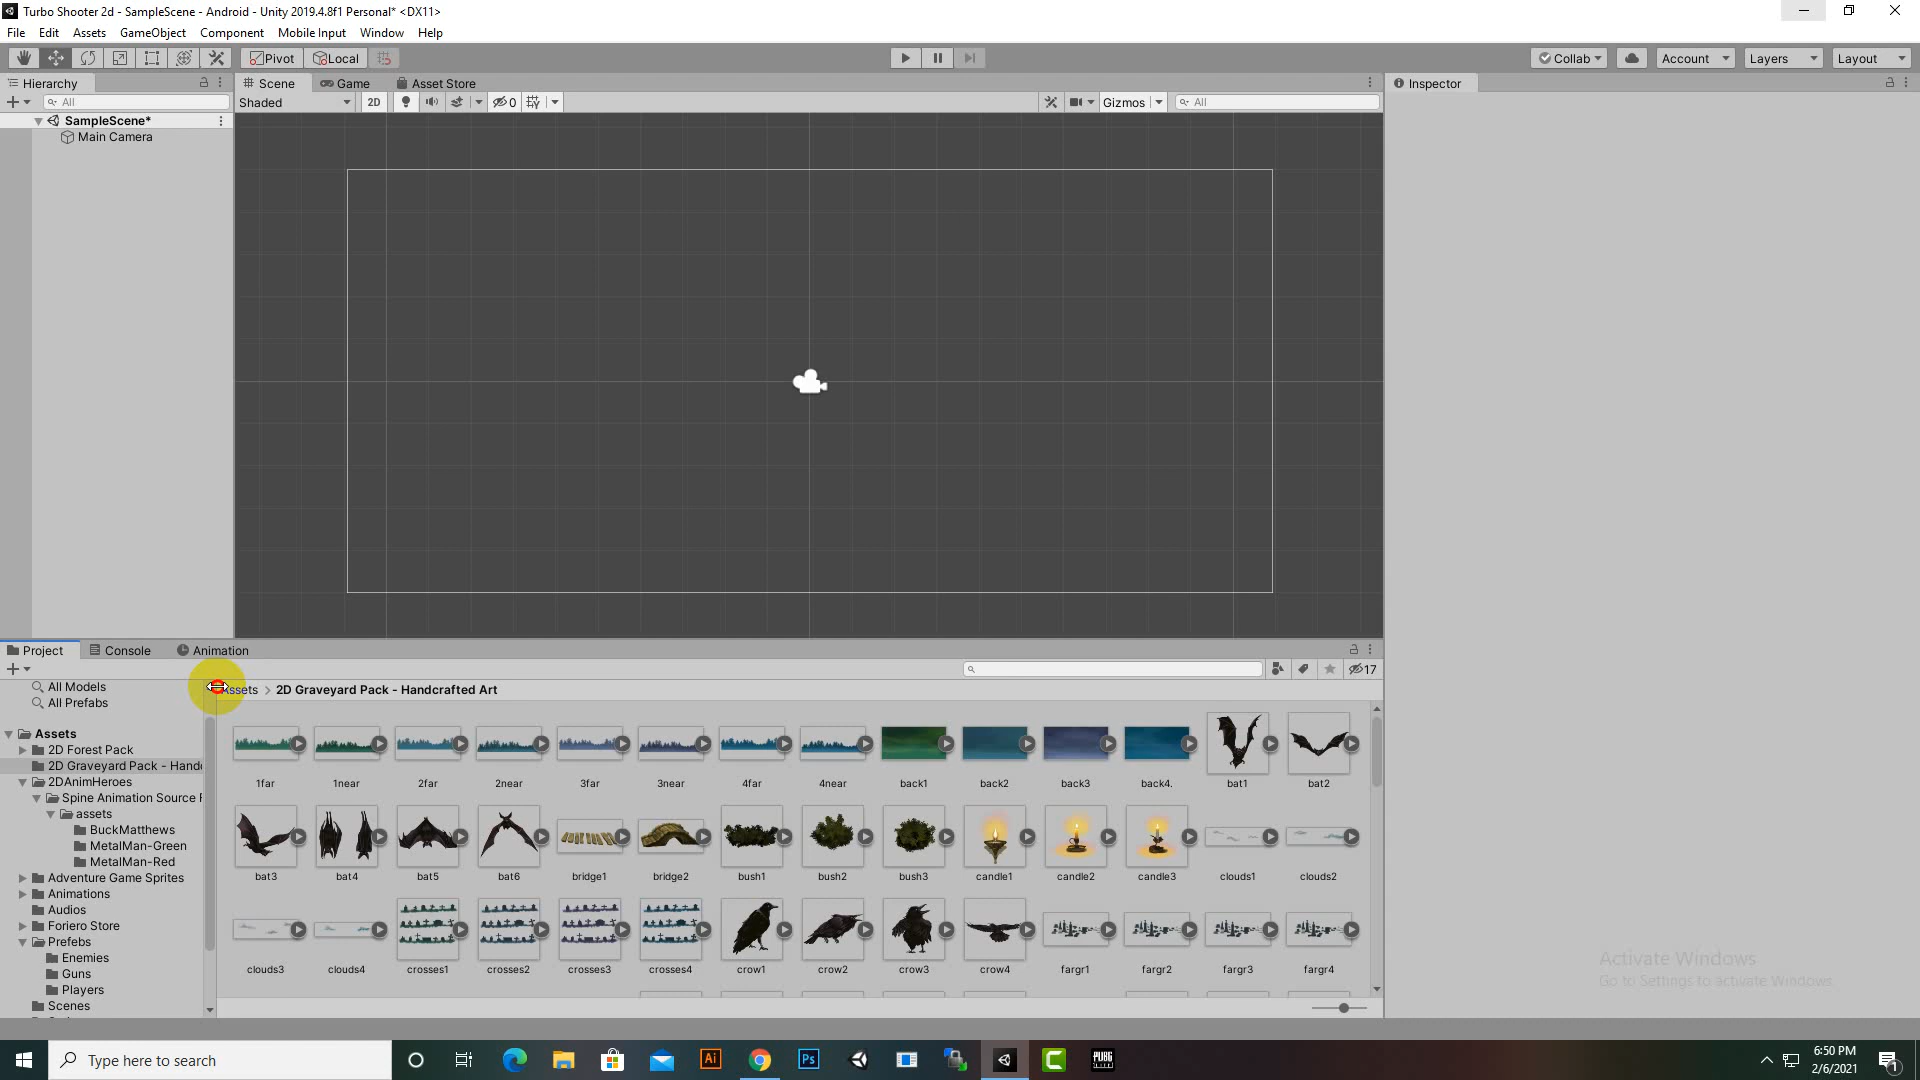 Turbo Shooter 2d - SampleScene - Android - Unity 2019.4.8f1 Personal* <DX11>
File Edit Assets GameObject Component Mobile Input Window Help
Pivot Local Collab Account Layers Layout
Hierarchy Scene Game Asset Store Inspector
All Shaded 2D 0 Gizmos All
SampleScene*
Main Camera
Project Console Animation
17
All Models
All Prefabs
Assets > 2D Graveyard Pack - Handcrafted Art
Assets
2D Forest Pack
2D Graveyard Pack - Hand
2DAnimHeroes
Spine Animation Source F
assets
BuckMatthews
MetalMan-Green
MetalMan-Red
Adventure Game Sprites
Animations
Audios
Foriero Store
Prefebs
Enemies
Guns
Players
Scenes
1far 1near 2far 2near 3far 3near 4far 4near back1 back2 back3 back4. bat1 bat2
bat3 bat4 bat5 bat6 bridge1 bridge2 bush1 bush2 bush3 candle1 candle2 candle3 clouds1 clouds2
clouds3 clouds4 crosses1 crosses2 crosses3 crosses4 crow1 crow2 crow3 crow4 fargr1 fargr2 fargr3 fargr4
Activate Windows
Go to Settings to activate Windows.
Type here to search
Ai
Ps
PUBG
6:50 PM
2/6/2021
1